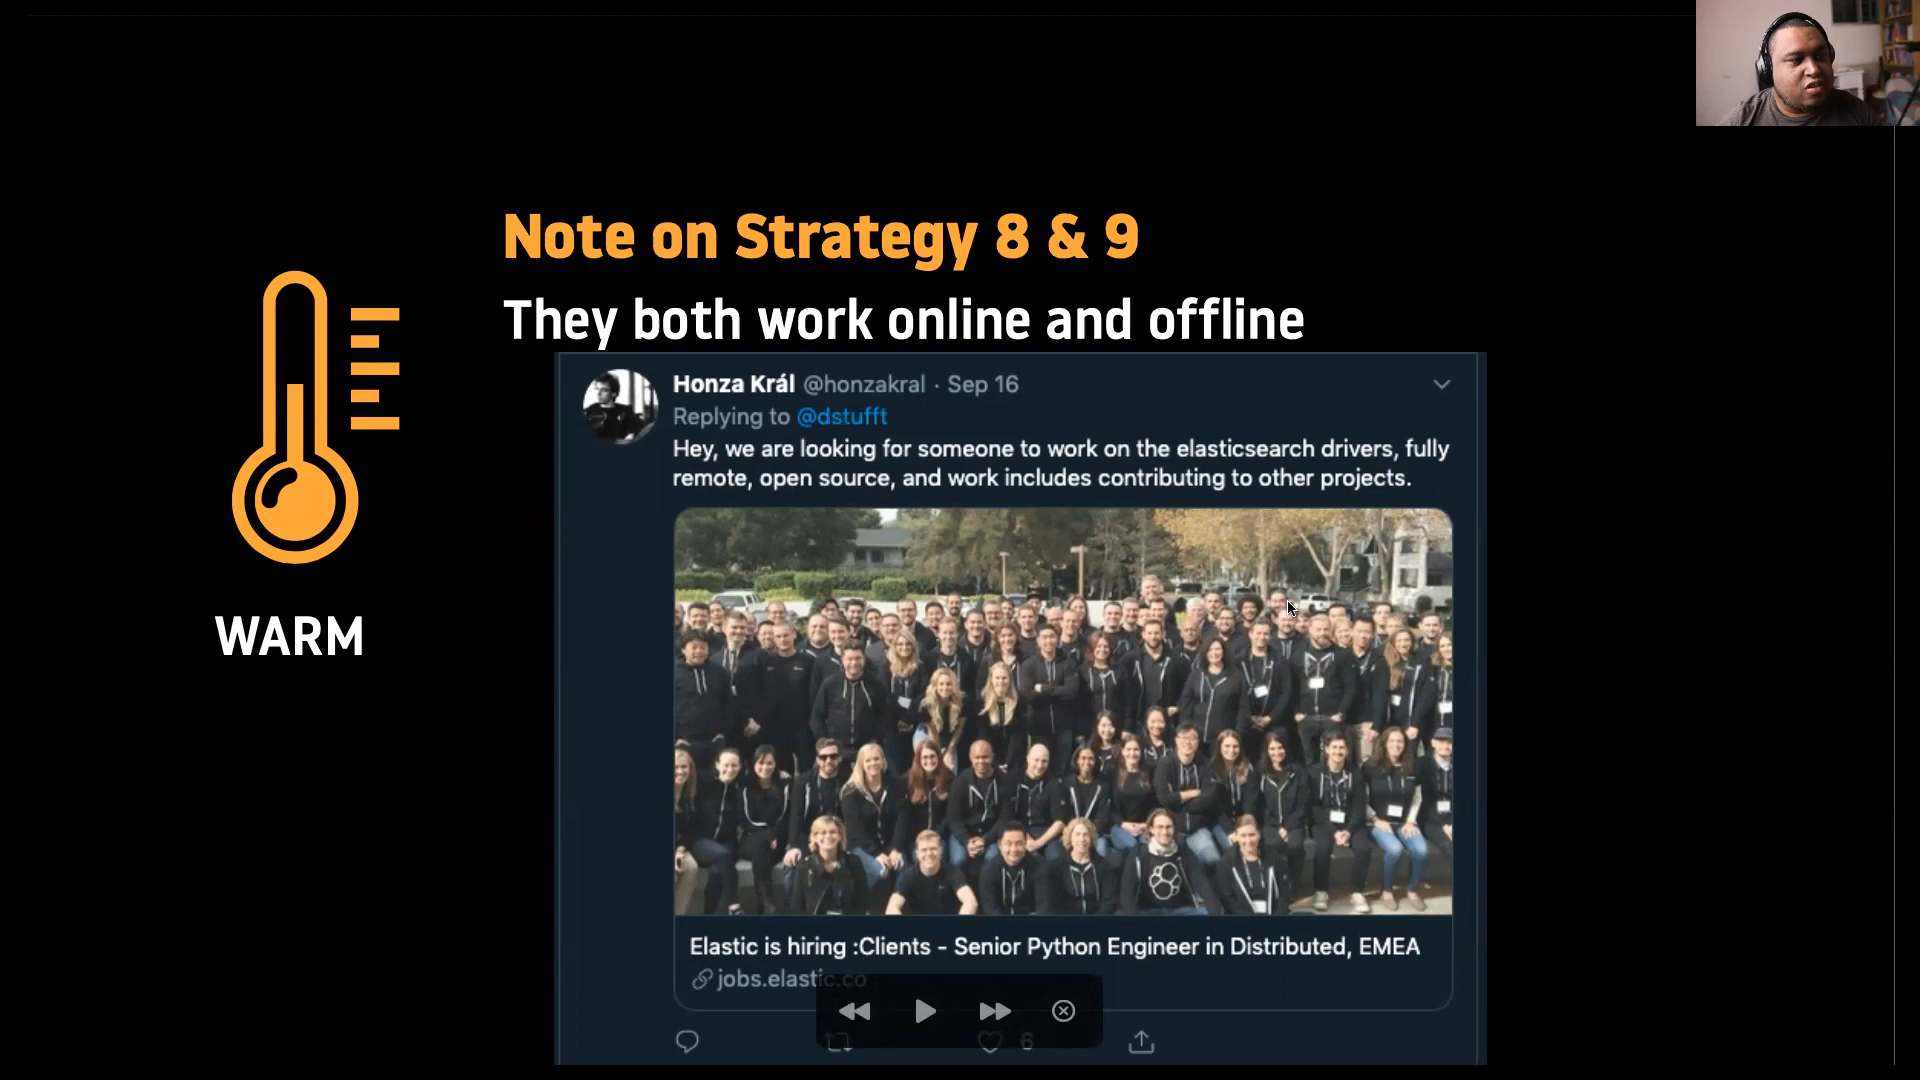 Note on Strategy 8 & 9
They both work online and offline
WARM
Honza Král @honzakral · Sep 16
Replying to @dstufft
Hey, we are looking for someone to work on the elasticsearch drivers, fully
remote, open source, and work includes contributing to other projects.
Elastic is hiring :Clients - Senior Python Engineer in Distributed, EMEA
jobs.elastic.co
6